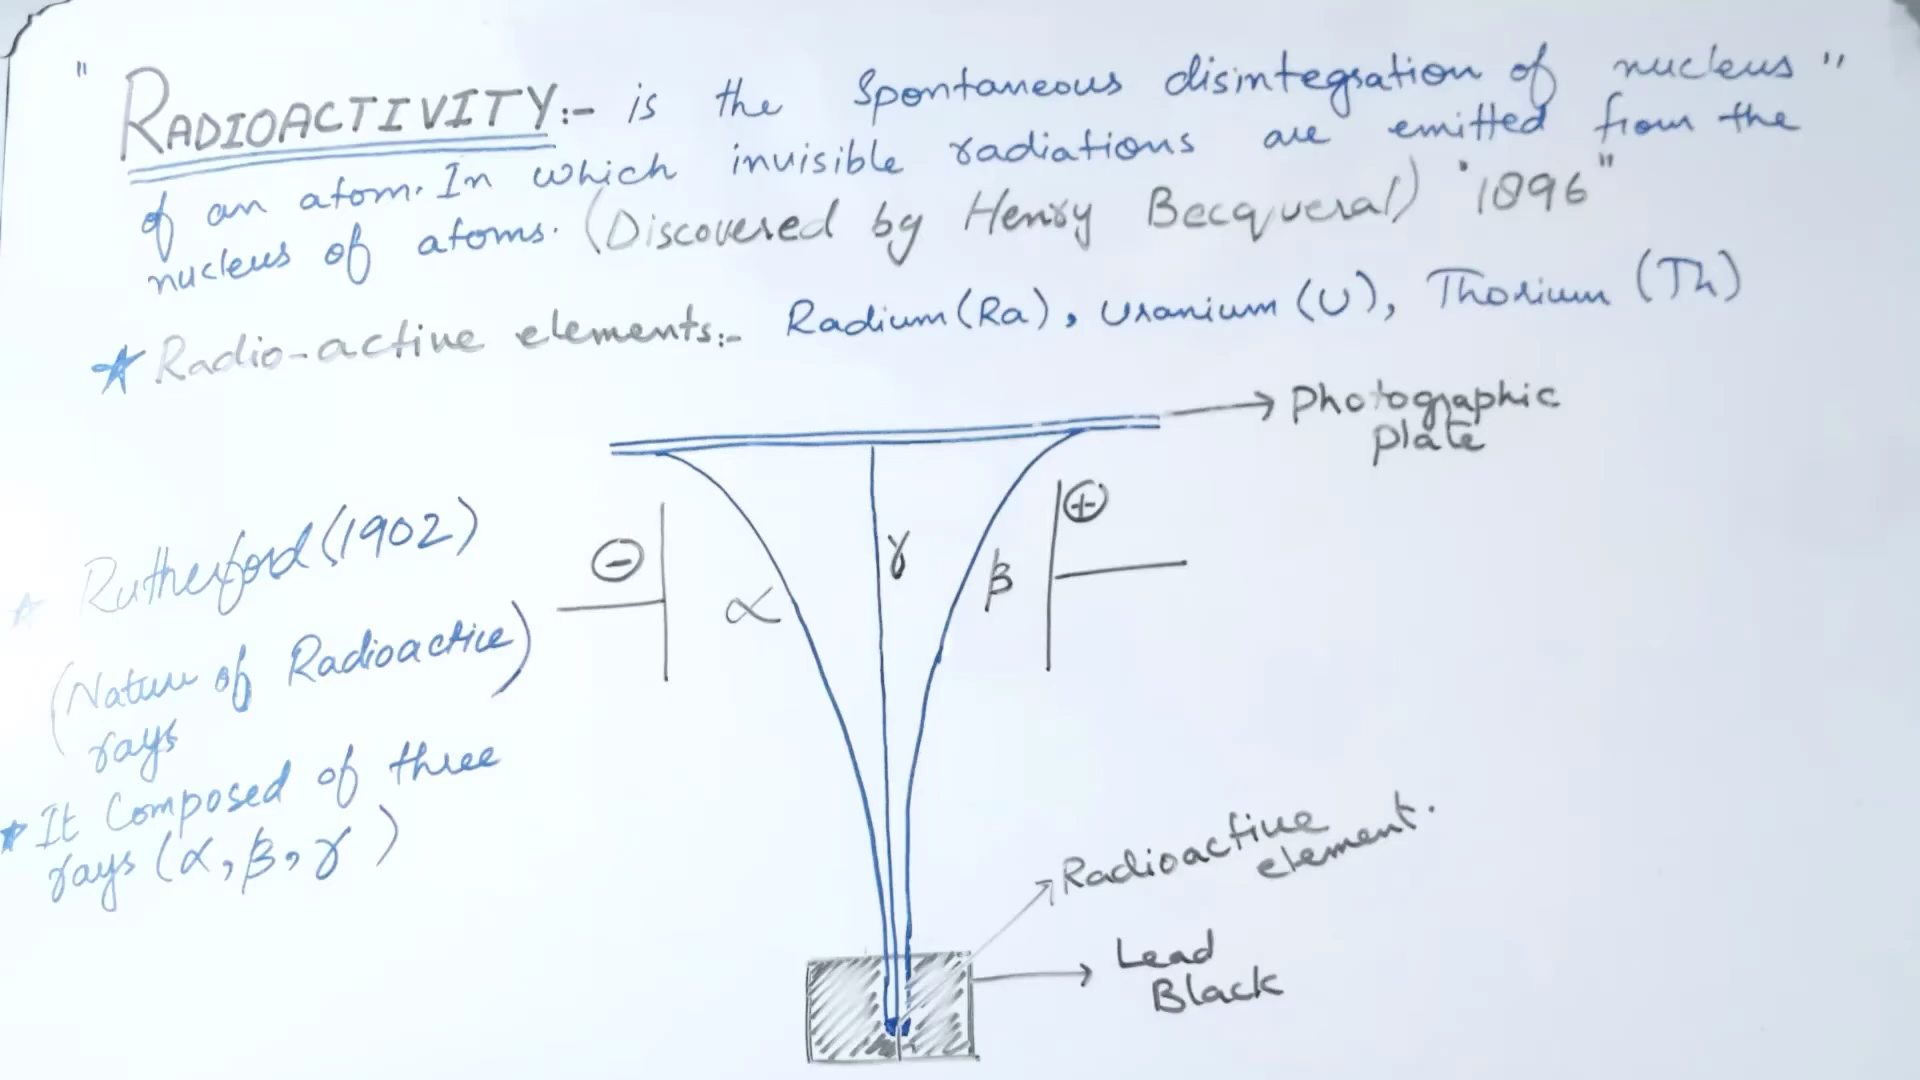 " RADIOACTIVITY:- is the Spontaneous disintegration of nucleus "
of an atom. In which invisible radiations are emitted from the
nucleus of atoms. (Discovered by Henry Becqueral) "1896"
★ Radio-active elements:- Radium (Ra), Uranium (U), Thorium (Th)
→ Photographic
plate
★ Rutherford (1902)
(Nature of Radioactive)
rays
★ It Composed of three
rays (α, β, γ)
⊖
α
γ
β
⊕
Radioactive
element.
Lead
Black